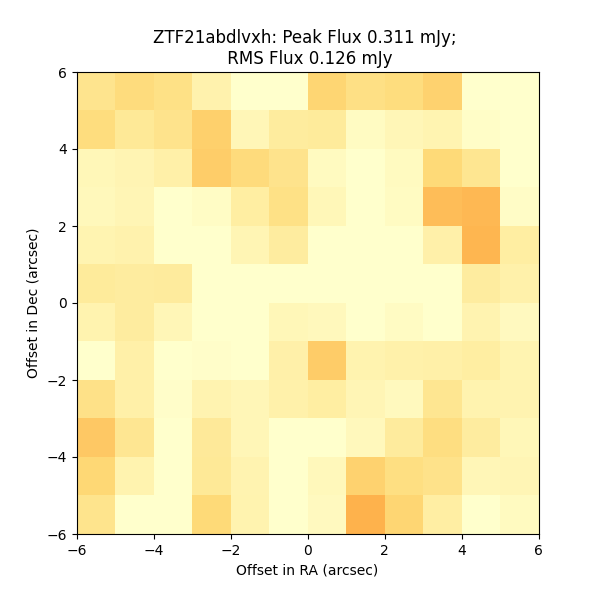 ZTF21abdlvxh: Peak Flux 0.311 mJy;
RMS Flux 0.126 mJy
6
4
2
0
−2
−4
−6
Offset in Dec (arcsec)
−6 −4 −2 0 2 4 6
Offset in RA (arcsec)